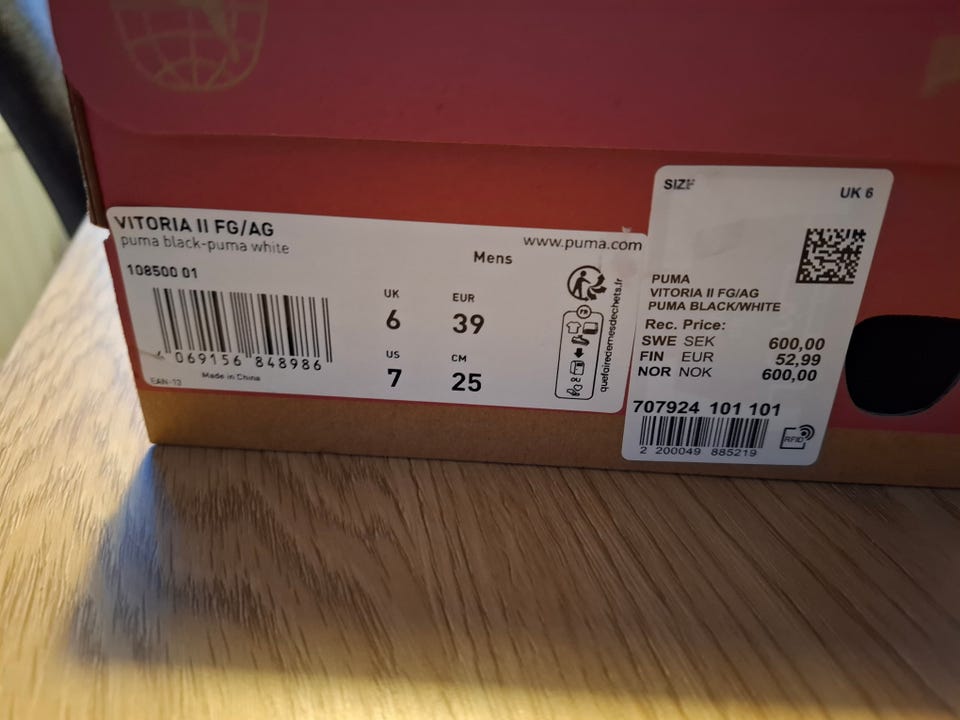 VITORIA II FG/AG
puma black-puma white
www.puma.com
Mens
108500 01
UK
6
EUR
39
US
7
CM
25
069156 848986
EAN-13
Made in China
FR
quefairedemesdechets.fr
SIZE
UK 6
PUMA
VITORIA II FG/AG
PUMA BLACK/WHITE
Rec. Price:
SWE SEK 600,00
FIN EUR 52,99
NOR NOK 600,00
707924 101 101
2 200049 885219
RFID